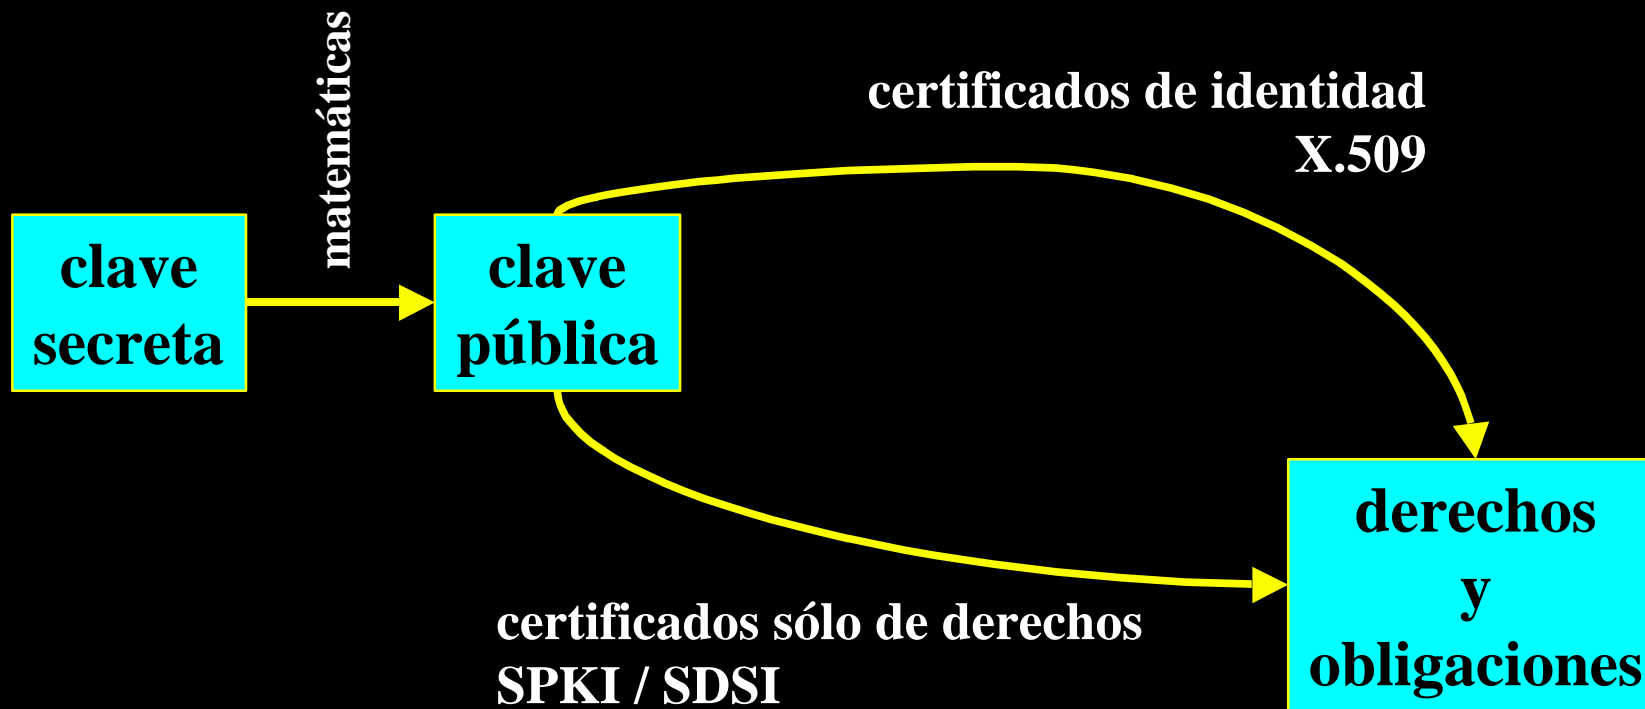 matemáticas
certificados de identidad
X.509
clave
secreta
clave
pública
derechos
y
obligaciones
certificados sólo de derechos
SPKI / SDSI